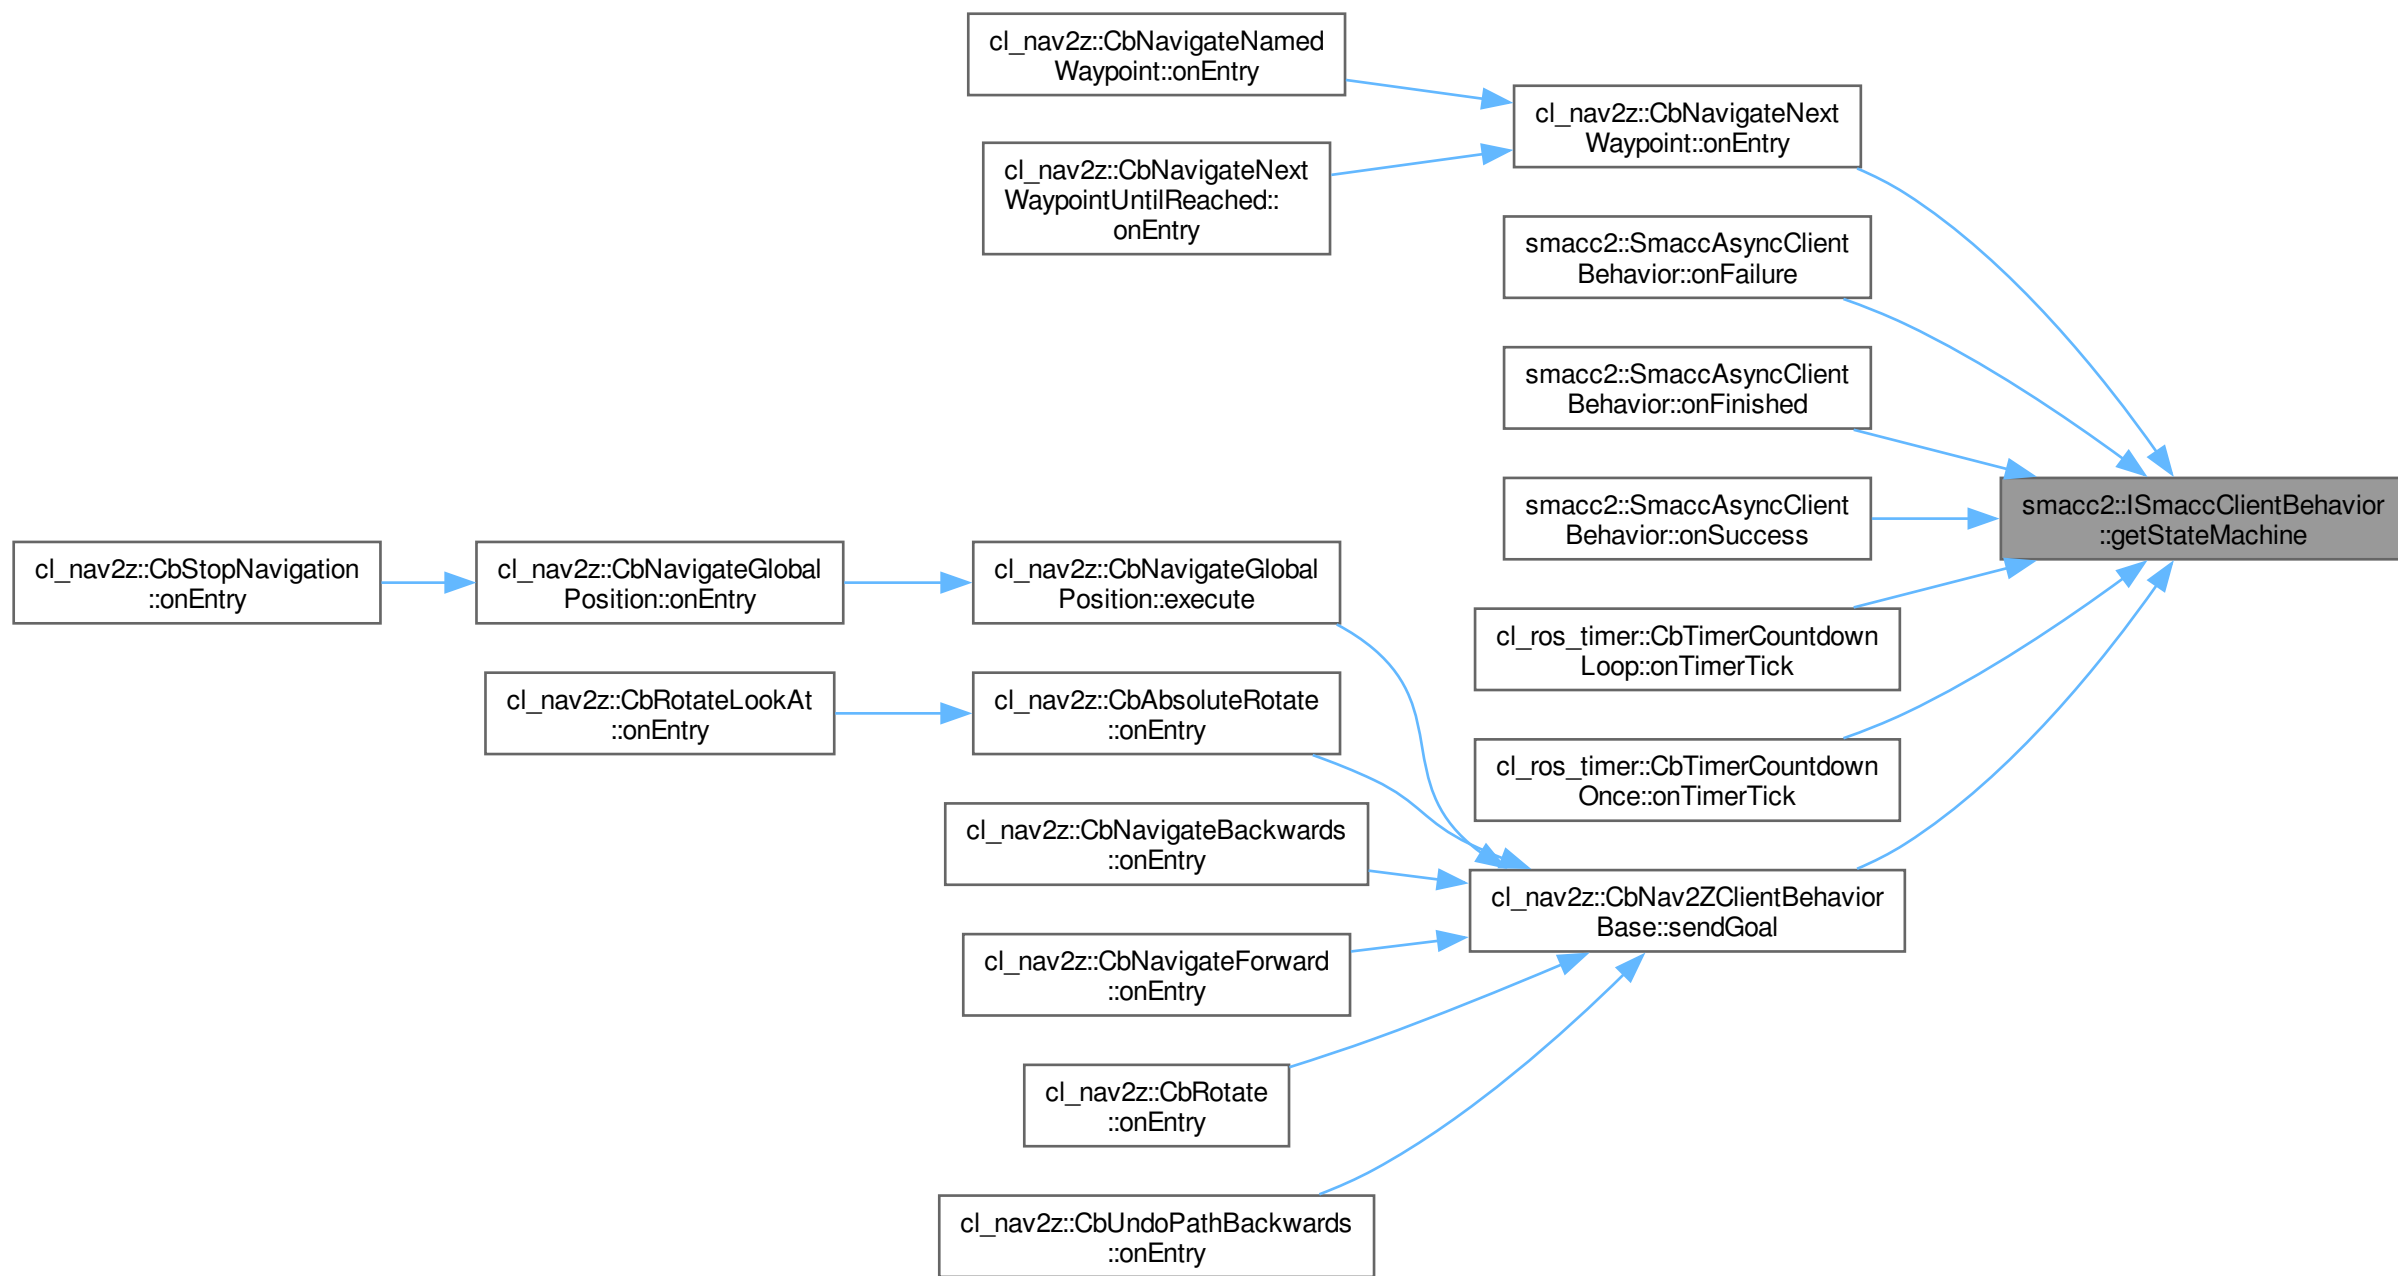 cl_nav2z::CbNavigateNamed
Waypoint::onEntry
cl_nav2z::CbNavigateNext
Waypoint::onEntry
cl_nav2z::CbNavigateNext
WaypointUntilReached::
onEntry
smacc2::SmaccAsyncClient
Behavior::onFailure
smacc2::SmaccAsyncClient
Behavior::onFinished
smacc2::SmaccAsyncClient
Behavior::onSuccess
smacc2::ISmaccClientBehavior
::getStateMachine
cl_nav2z::CbStopNavigation
::onEntry
cl_nav2z::CbNavigateGlobal
Position::onEntry
cl_nav2z::CbNavigateGlobal
Position::execute
cl_ros_timer::CbTimerCountdown
Loop::onTimerTick
cl_nav2z::CbRotateLookAt
::onEntry
cl_nav2z::CbAbsoluteRotate
::onEntry
cl_ros_timer::CbTimerCountdown
Once::onTimerTick
cl_nav2z::CbNavigateBackwards
::onEntry
cl_nav2z::CbNav2ZClientBehavior
Base::sendGoal
cl_nav2z::CbNavigateForward
::onEntry
cl_nav2z::CbRotate
::onEntry
cl_nav2z::CbUndoPathBackwards
::onEntry